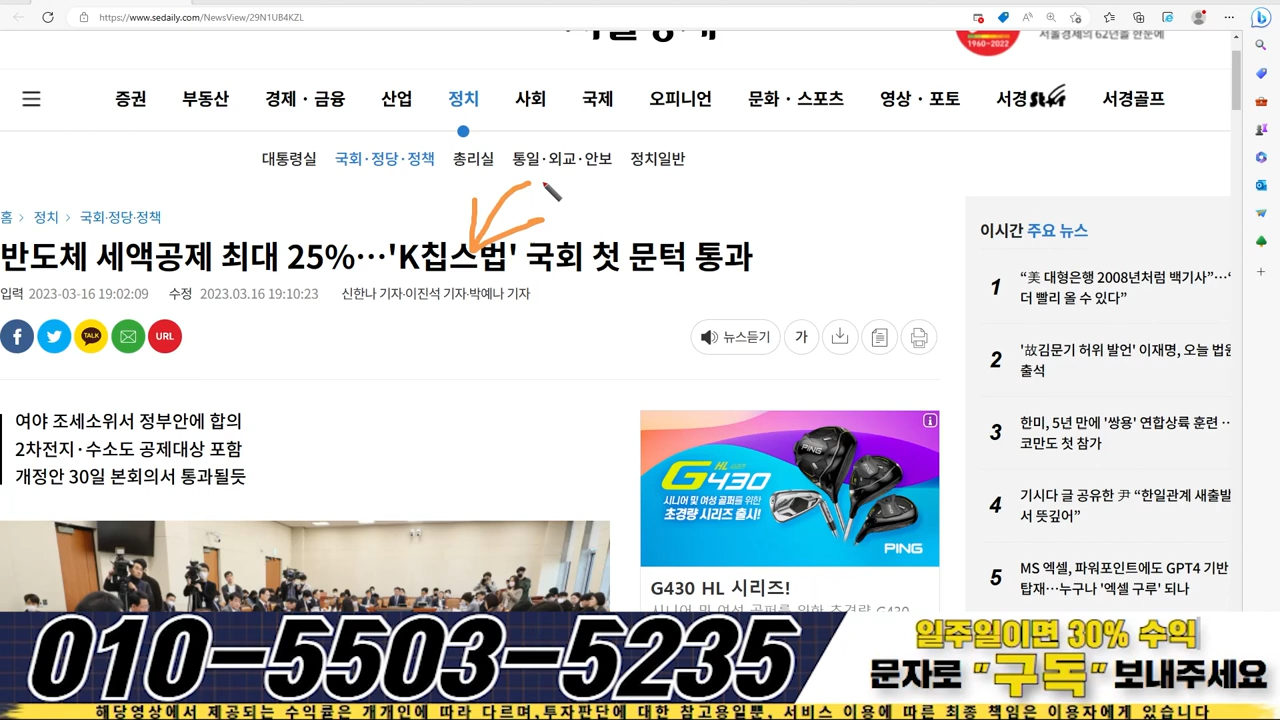 https://www.sedaily.com/NewsView/29N1UB4KZL
1960-2022
서울경제의 62년을 한눈에
증권 부동산 경제·금융 산업 정치 사회 국제 오피니언 문화·스포츠 영상·포토 서경Star 서경골프
대통령실 국회·정당·정책 총리실 통일·외교·안보 정치일반
홈 > 정치 > 국회·정당·정책
반도체 세액공제 최대 25%…'K칩스법' 국회 첫 문턱 통과
입력 2023-03-16 19:02:09 수정 2023.03.16 19:10:23 신한나 기자·이진석 기자·박예나 기자
TALK
URL
뉴스듣기
가
여야 조세소위서 정부안에 합의
2차전지·수소도 공제대상 포함
개정안 30일 본회의서 통과될듯
이시간 주요 뉴스
1 “美 대형은행 2008년처럼 백기사”…“
더 빨리 올 수 있다”
2 '故김문기 허위 발언' 이재명, 오늘 법원
출석
3 한미, 5년 만에 '쌍용' 연합상륙 훈련‥
코만도 첫 참가
4 기시다 글 공유한 尹 “한일관계 새출발
서 뜻깊어”
5 MS 엑셀, 파워포인트에도 GPT4 기반
탑재…누구나 '엑셀 구루' 되나
PING
G430 HL
시니어 및 여성 골퍼를 위한
초경량 시리즈 출시!
PING
G430 HL 시리즈!
시니어 및 여성 골퍼를 위한 초경량 G430
010-5503-5235
일주일이면 30% 수익
문자로 "구독" 보내주세요
해당영상에서 제공되는 수익률은 개개인에 따라 다르며,투자판단에 대한 참고용일뿐, 서비스 이용에 따른 최종 책임은 이용자에게 있습니다